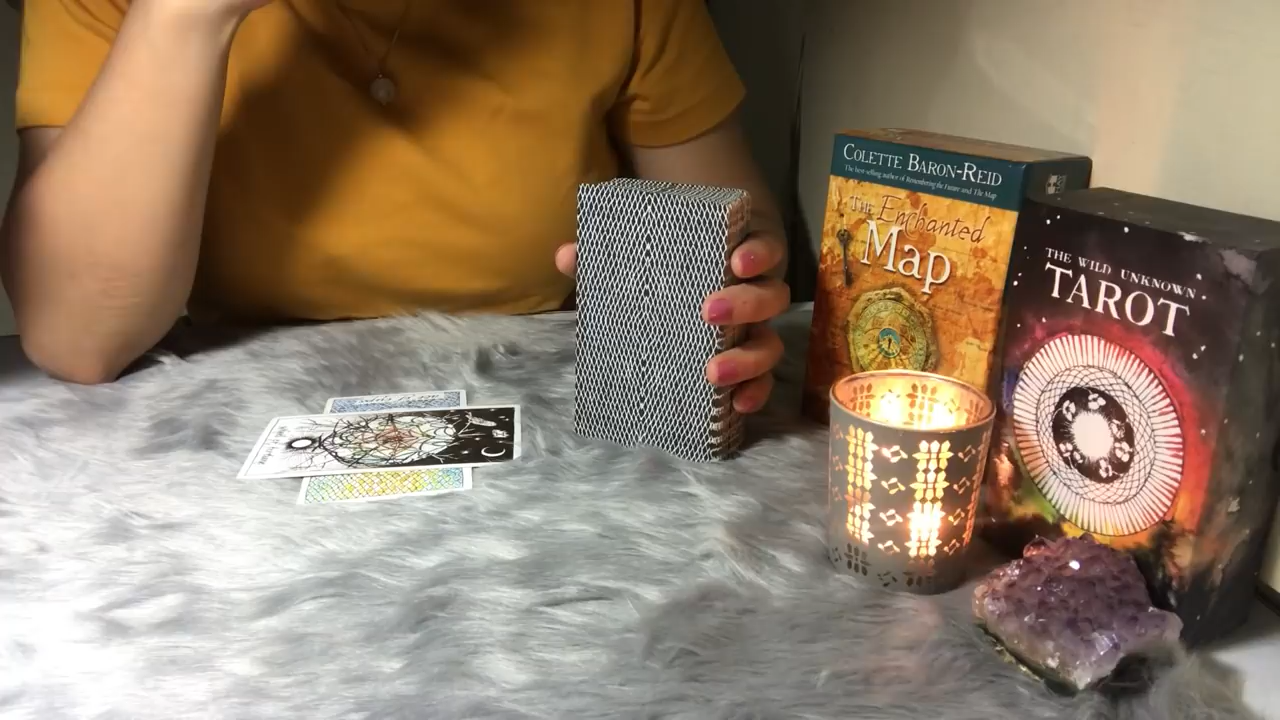 COLETTE BARON-REID
The best-selling author of Remembering the Future and The Map
THE Enchanted
Map
THE WILD UNKNOWN
TAROT